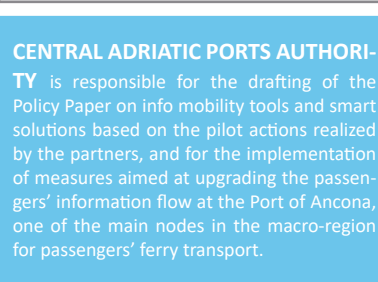 CENTRAL ADRIATIC PORTS AUTHORI-
TY is responsible for the drafting of the
Policy Paper on info mobility tools and smart
solutions based on the pilot actions realized
by the partners, and for the implementation
of measures aimed at upgrading the passen-
gers' information flow at the Port of Ancona,
one of the main nodes in the macro-region
for passengers' ferry transport.